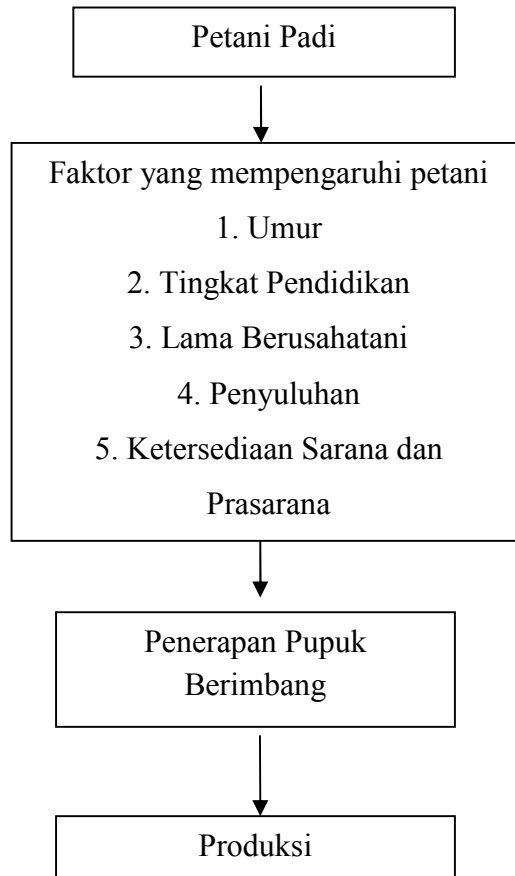 Petani Padi
Faktor yang mempengaruhi petani
1. Umur
2. Tingkat Pendidikan
3. Lama Berusahatani
4. Penyuluhan
5. Ketersediaan Sarana dan
Prasarana
Penerapan Pupuk
Berimbang
Produksi